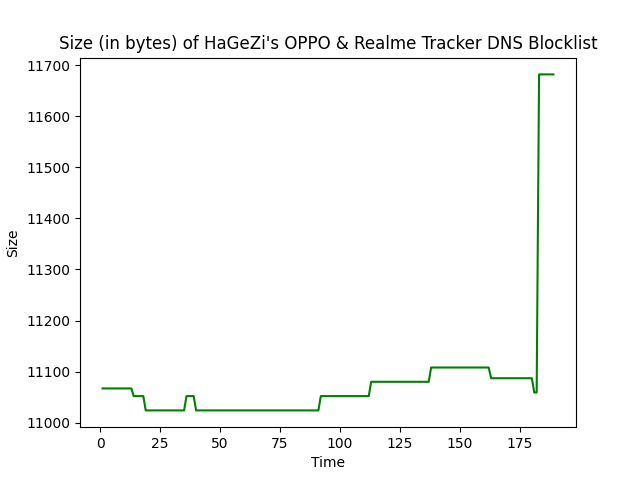 Size (in bytes) of HaGeZi's OPPO & Realme Tracker DNS Blocklist
11700
11600
11500
11400
11300
11200
11100
11000
Size
0 25 50 75 100 125 150 175
Time